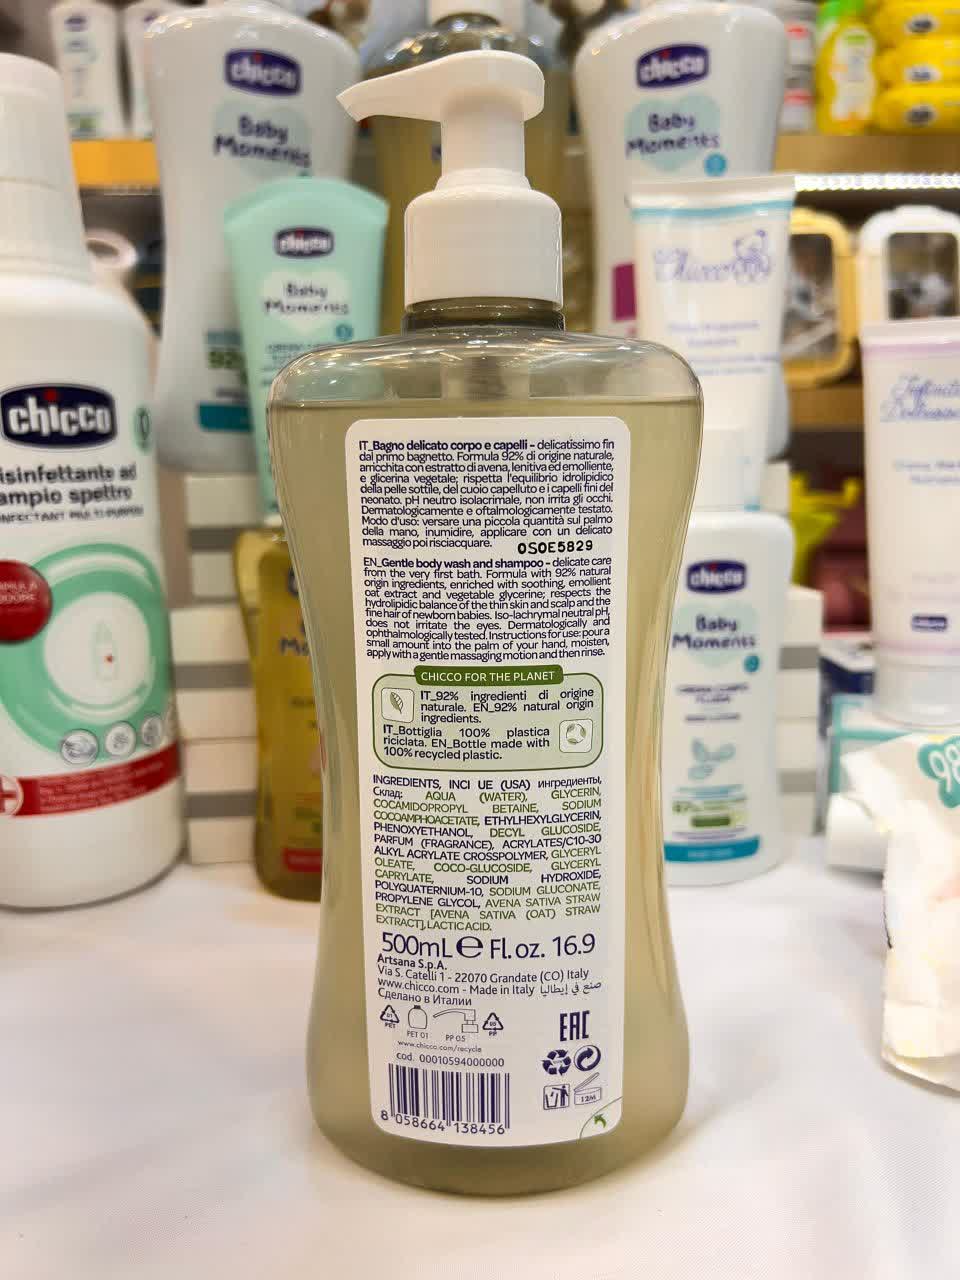 chicco
Baby
Moments
chicco
Baby
Moments
chicco
Baby
Moments
chicco
chicco
ampio spettro
IT_Bagno delicato corpo e capelli – delicatissimo fin
dal primo bagnetto. Formula 92% di origine naturale,
arricchita con estratto di avena, lenitiva ed emolliente,
e glicerina vegetale; rispetta l'equilibrio idrolipidico
della pelle sottile, del cuoio capelluto e i capelli fini del
neonato. pH neutro isolacrimale, non irrita gli occhi.
Dermatologicamente e oftalmologicamente testato.
Modo d'uso: versare una piccola quantità sul palmo
della mano, inumidire, applicare con un delicato
massaggio poi risciacquare.
OS0E5829
EN_Gentle body wash and shampoo – delicate care
from the very first bath. Formula with 92% natural
origin ingredients, enriched with soothing, emollient
oat extract and vegetable glycerine; respects the
hydrolipidic balance of the thin skin and scalp and the
fine hair of newborn babies. Iso-lachrymal neutral pH,
does not irritate the eyes. Dermatologically and
ophthalmologically tested. Instructions for use: pour a
small amount into the palm of your hand, moisten,
apply with a gentle massaging motion and then rinse.
CHICCO FOR THE PLANET
IT_92% ingredienti di origine
naturale. EN_92% natural origin
ingredients.
IT_Bottiglia 100% plastica
riciclata. EN_Bottle made with
100% recycled plastic.
INGREDIENTS, INCI UE (USA) ингредиенты,
Склад: AQUA (WATER), GLYCERIN,
COCAMIDOPROPYL BETAINE, SODIUM
COCOAMPHOACETATE, ETHYLHEXYLGLYCERIN,
PHENOXYETHANOL, DECYL GLUCOSIDE,
PARFUM (FRAGRANCE), ACRYLATES/C10-30
ALKYL ACRYLATE CROSSPOLYMER, GLYCERYL
OLEATE, COCO-GLUCOSIDE, GLYCERYL
CAPRYLATE, SODIUM HYDROXIDE,
POLYQUATERNIUM-10, SODIUM GLUCONATE,
PROPYLENE GLYCOL, AVENA SATIVA STRAW
EXTRACT [AVENA SATIVA (OAT) STRAW
EXTRACT], LACTIC ACID.
500mL e Fl. oz. 16.9
Artsana S.p.A.
Via S. Catelli 1 - 22070 Grandate (CO) Italy
www.chicco.com - Made in Italy صنع في إيطاليا
Сделано в Италии
01
PET
PET 01
PP 05
05
PP
www.chicco.com/recycle
EAC
cod. 00010594000000
12M
8 058664 138456
chicco
Baby
Moments